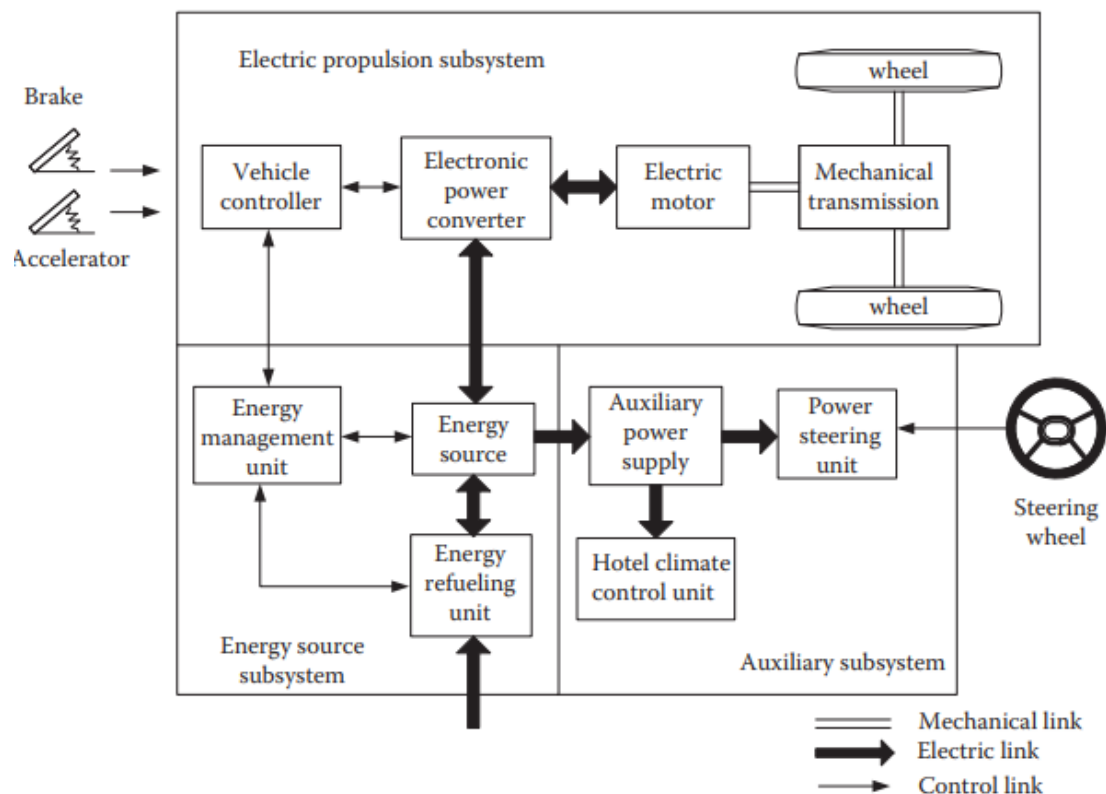 Electric propulsion subsystem
wheel
Brake
Vehicle
controller
Electronic
power
converter
Electric
motor
Mechanical
transmission
Accelerator
wheel
Energy
management
unit
Energy
source
Auxiliary
power
supply
Power
steering
unit
Steering
wheel
Energy
refueling
unit
Hotel climate
control unit
Energy source
subsystem
Auxiliary subsystem
Mechanical link
Electric link
Control link